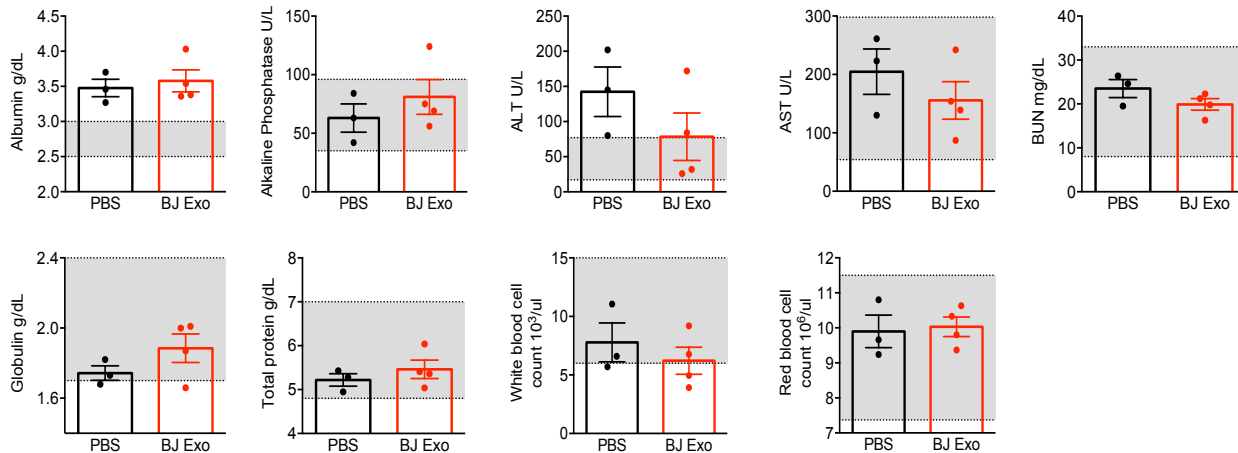 Albumin g/dL
4.5
4.0
3.5
3.0
2.5
2.0
PBS BJ Exo
Alkaline Phosphatase U/L
150
100
50
0
PBS BJ Exo
ALT U/L
250
200
150
100
50
0
PBS BJ Exo
AST U/L
300
200
100
0
PBS BJ Exo
BUN mg/dL
40
30
20
10
0
PBS BJ Exo
Globulin g/dL
2.4
2.0
1.6
PBS BJ Exo
Total protein g/dL
8
7
6
5
4
PBS BJ Exo
White blood cell
count 10³/ul
15
10
5
0
PBS BJ Exo
Red blood cell
count 10⁶/ul
12
11
10
9
8
7
PBS BJ Exo